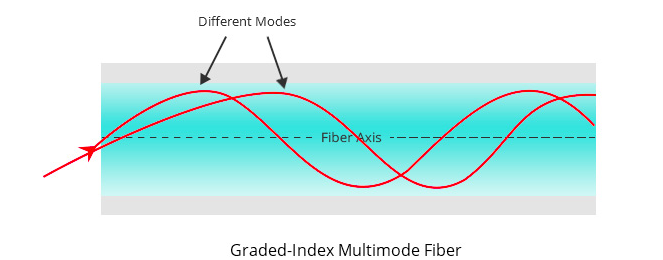 Different Modes
Fiber Axis
Graded-Index Multimode Fiber